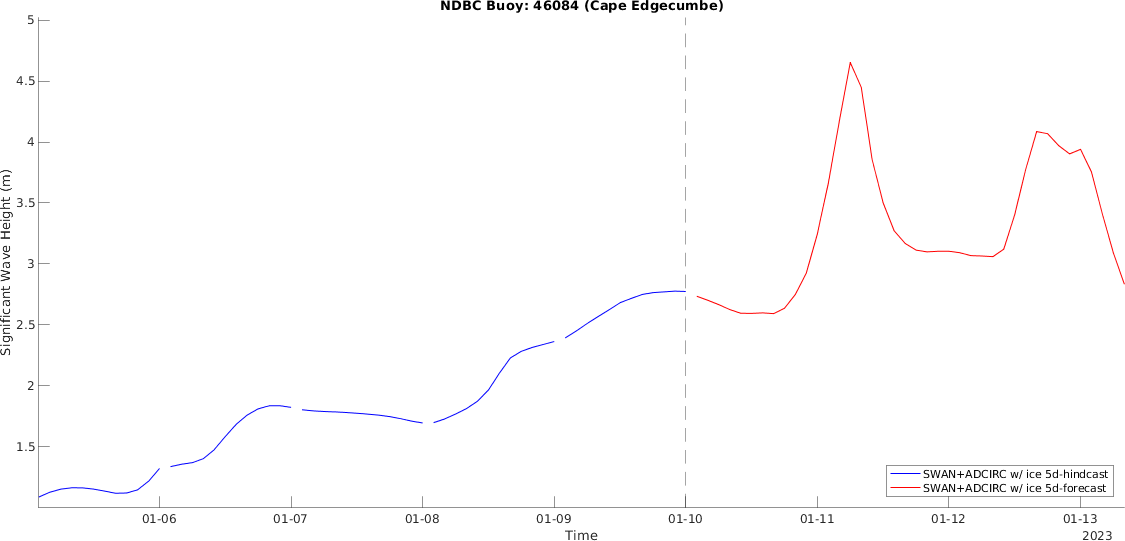 NDBC Buoy: 46084 (Cape Edgecumbe)
5
4.5
4
3.5
3
2.5
2
1.5
Significant Wave Height (m)
SWAN+ADCIRC w/ ice 5d-hindcast
SWAN+ADCIRC w/ ice 5d-forecast
01-06 01-07 01-08 01-09 01-10 01-11 01-12 01-13
Time
2023